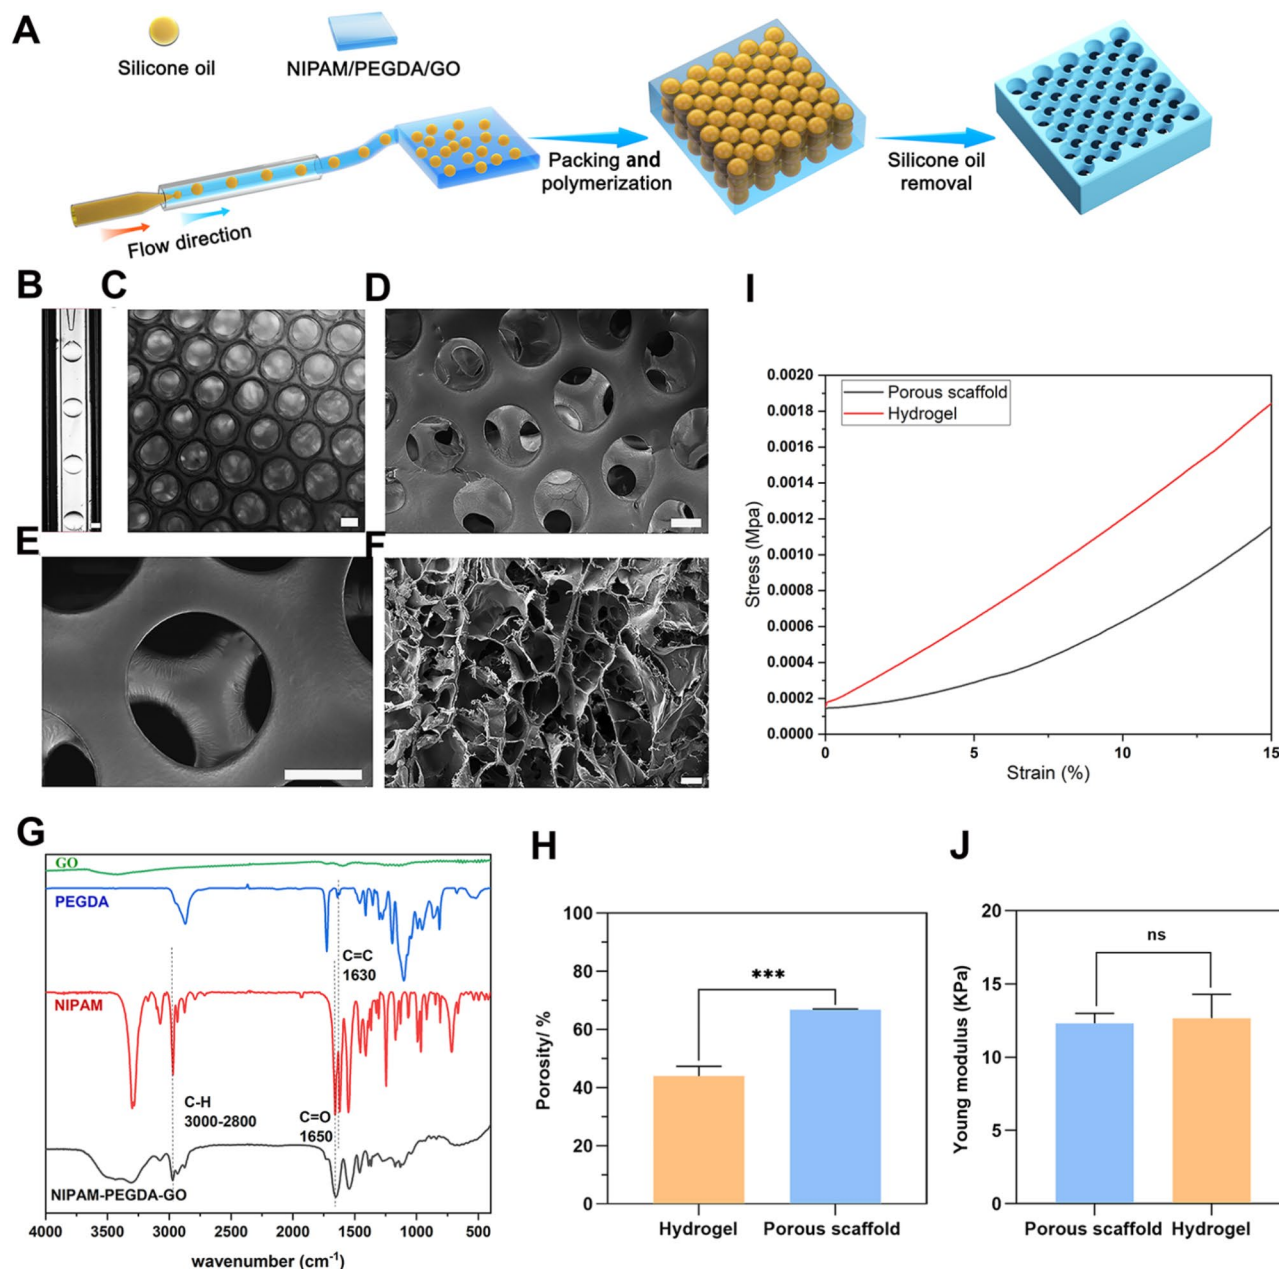 A
Silicone oil
NIPAM/PEGDA/GO
Flow direction
Packing and
polymerization
Silicone oil
removal
B
C
D
E
F
I
0.0020
0.0018
0.0016
0.0014
0.0012
0.0010
0.0008
0.0006
0.0004
0.0002
0.0000
Stress (Mpa)
Porous scaffold
Hydrogel
0
5
10
15
Strain (%)
G
GO
PEGDA
C=C
1630
NIPAM
C-H
3000-2800
C=O
1650
NIPAM-PEGDA-GO
4000
3500
3000
2500
2000
1500
1000
500
wavenumber (cm⁻¹)
H
100
80
60
40
20
0
Porosity/ %
***
Hydrogel
Porous scaffold
J
20
15
10
5
0
Young modulus (KPa)
ns
Porous scaffold
Hydrogel